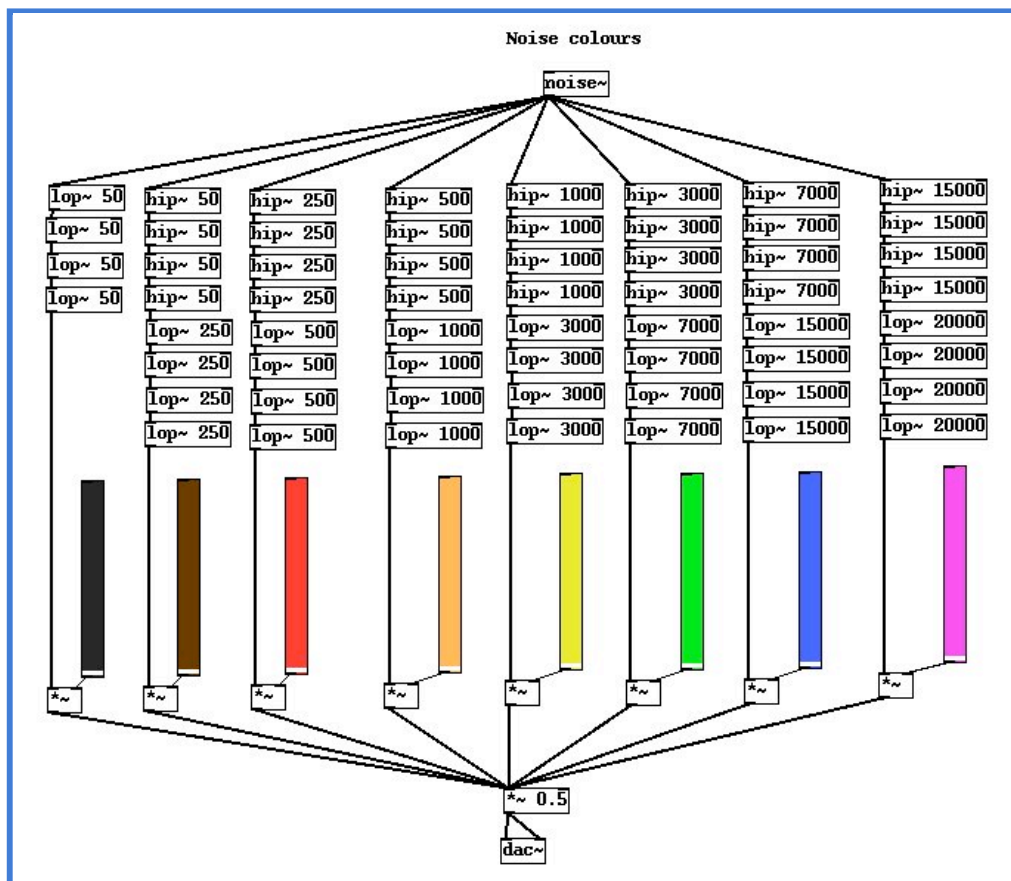 Noise colours
noise~
lop~ 50
lop~ 50
lop~ 50
lop~ 50
*~
hip~ 50
hip~ 50
hip~ 50
hip~ 50
lop~ 250
lop~ 250
lop~ 250
lop~ 250
*~
hip~ 250
hip~ 250
hip~ 250
hip~ 250
lop~ 500
lop~ 500
lop~ 500
lop~ 500
*~
hip~ 500
hip~ 500
hip~ 500
hip~ 500
lop~ 1000
lop~ 1000
lop~ 1000
lop~ 1000
*~
hip~ 1000
hip~ 1000
hip~ 1000
hip~ 1000
lop~ 3000
lop~ 3000
lop~ 3000
lop~ 3000
*~
hip~ 3000
hip~ 3000
hip~ 3000
hip~ 3000
lop~ 7000
lop~ 7000
lop~ 7000
lop~ 7000
*~
hip~ 7000
hip~ 7000
hip~ 7000
hip~ 7000
lop~ 15000
lop~ 15000
lop~ 15000
lop~ 15000
*~
hip~ 15000
hip~ 15000
hip~ 15000
hip~ 15000
lop~ 20000
lop~ 20000
lop~ 20000
lop~ 20000
*~
*~ 0.5
dac~